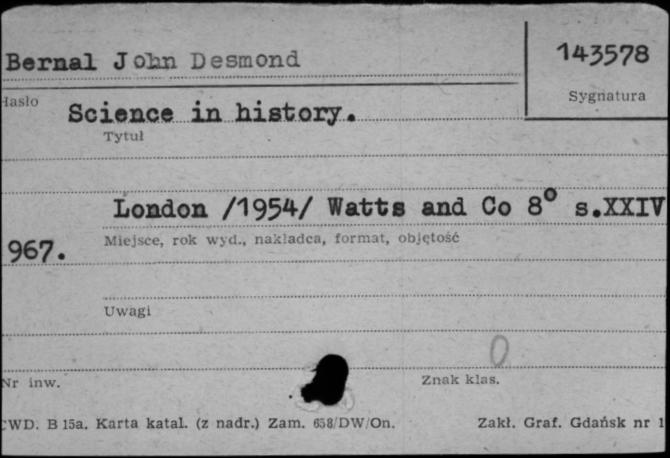 Bernal John Desmond
143578
Hasło
Sygnatura
Science in history.
Tytuł
London /1954/ Watts and Co 8° s.XXIV
Miejsce, rok wyd., nakładca, format, objętość
967.
Uwagi
0
Nr inw.
Znak klas.
CWD. B 15a. Karta katal. (z nadr.) Zam. 658/DW/On.
Zakł. Graf. Gdańsk nr 1